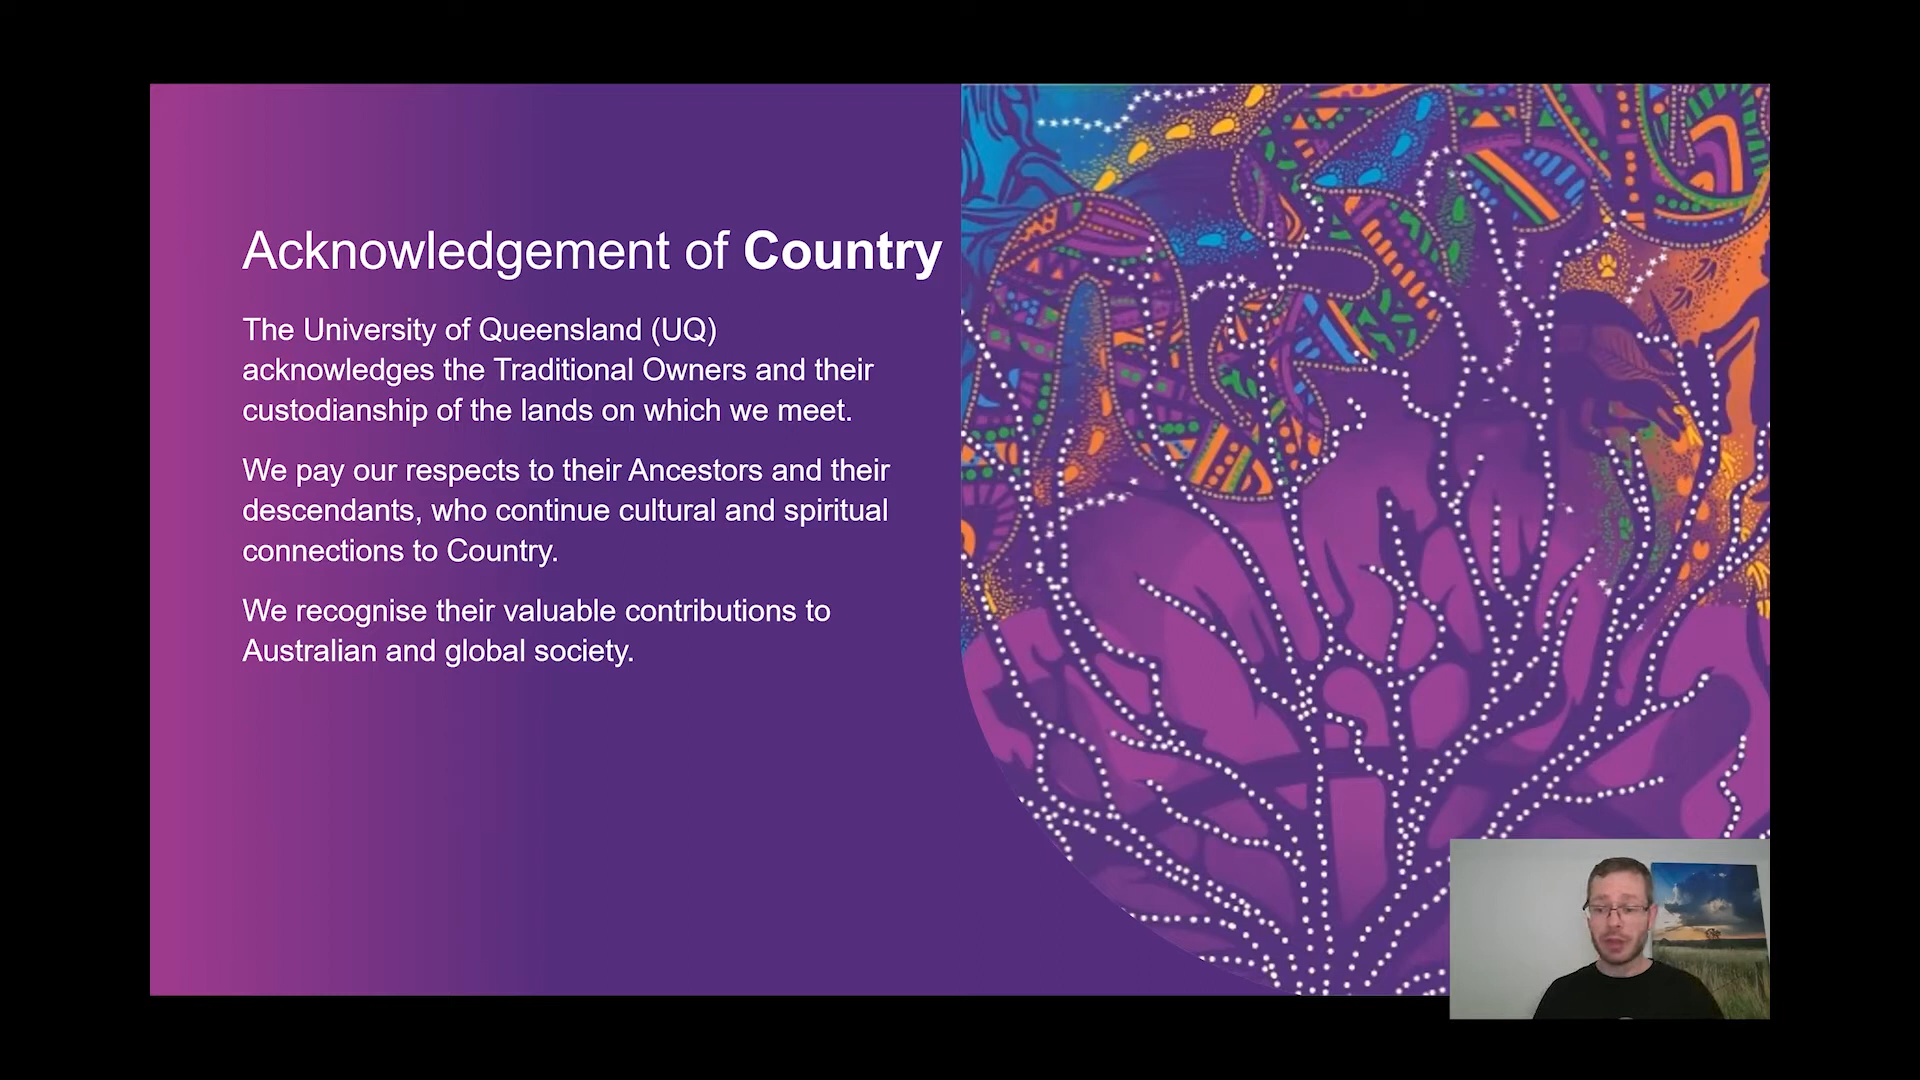 Acknowledgement of Country
The University of Queensland (UQ)
acknowledges the Traditional Owners and their
custodianship of the lands on which we meet.
We pay our respects to their Ancestors and their
descendants, who continue cultural and spiritual
connections to Country.
We recognise their valuable contributions to
Australian and global society.